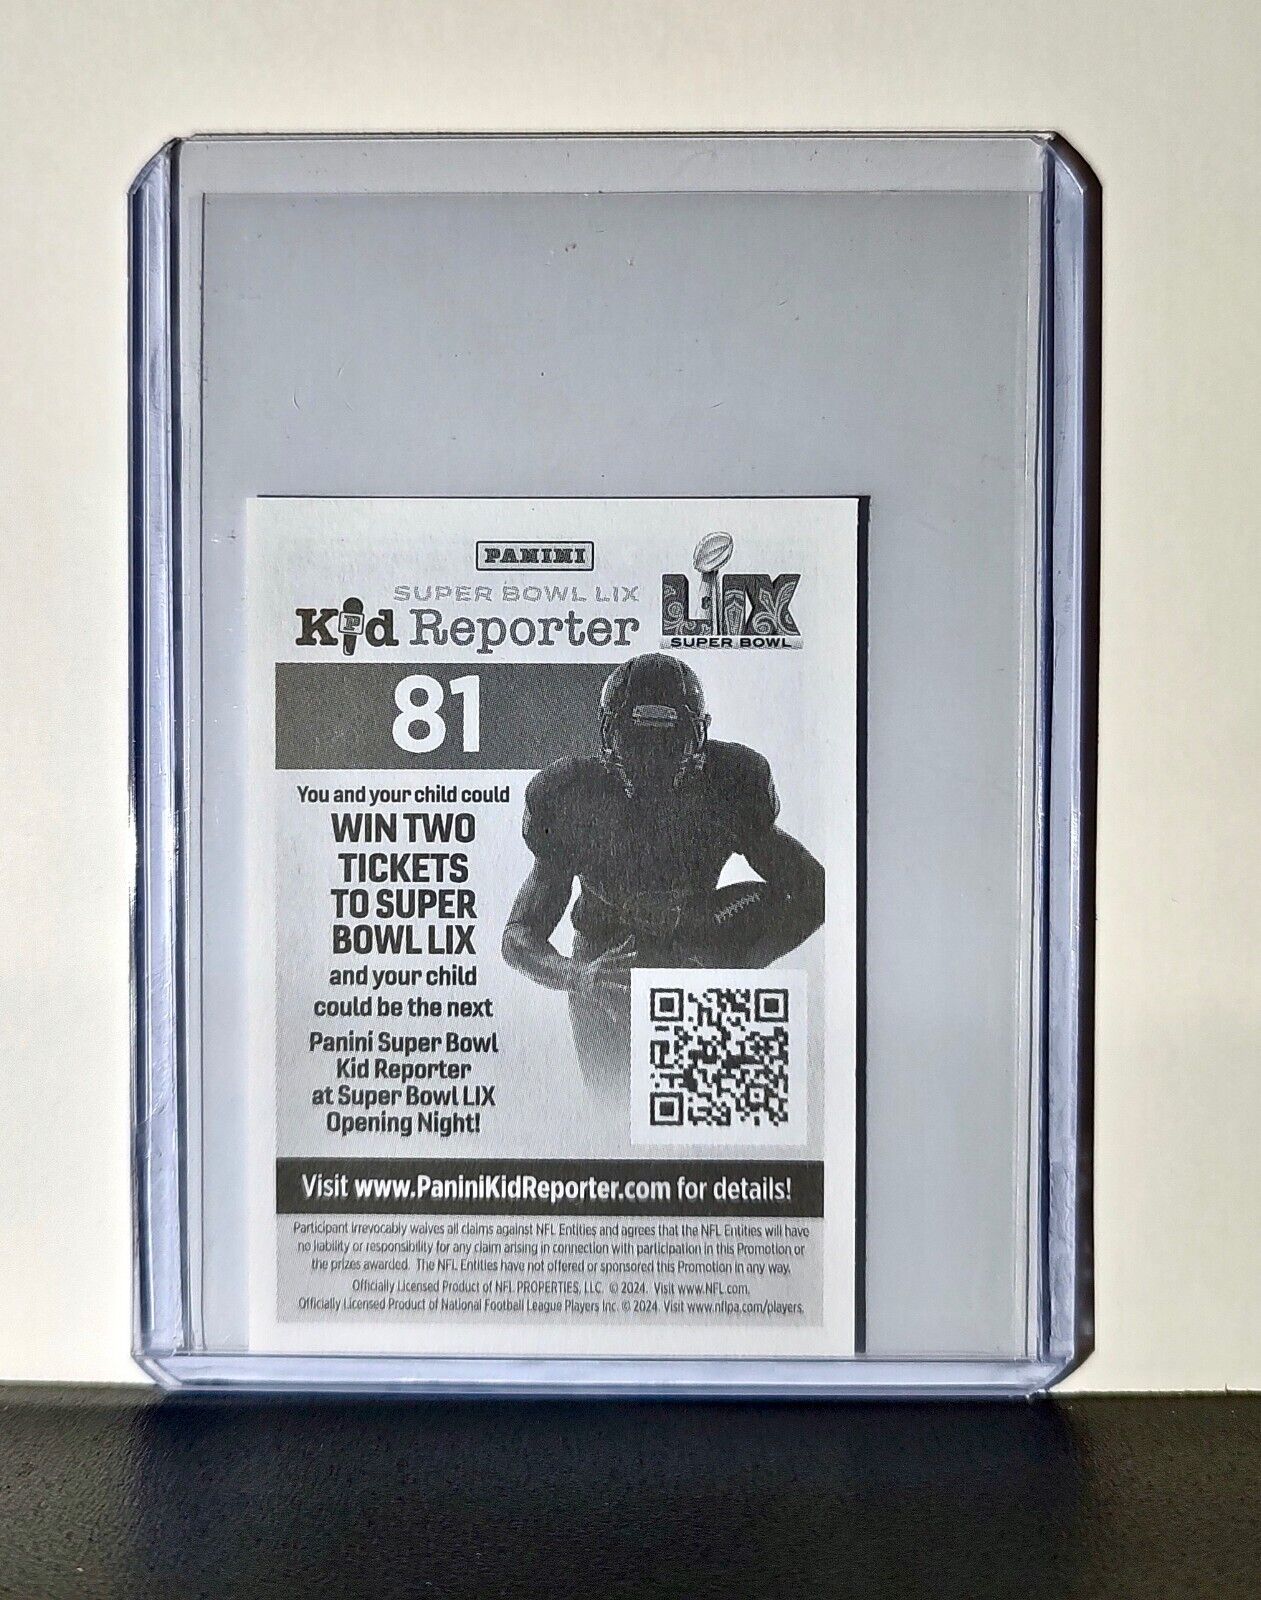 PANINI
SUPER BOWL LIX
Kid Reporter
P
LIX
SUPER BOWL
81
You and your child could
WIN TWO
TICKETS
TO SUPER
BOWL LIX
and your child
could be the next
Panini Super Bowl
Kid Reporter
at Super Bowl LIX
Opening Night!
Visit www.PaniniKidReporter.com for details!
Participant irrevocably waives all claims against NFL Entities and agrees that the NFL Entities will have
no liability or responsibility for any claim arising in connection with participation in this Promotion or
the prizes awarded. The NFL Entities have not offered or sponsored this Promotion in any way.
Officially Licensed Product of NFL PROPERTIES, LLC. © 2024. Visit www.NFL.com.
Officially Licensed Product of National Football League Players Inc. © 2024. Visit www.nflpa.com/players.